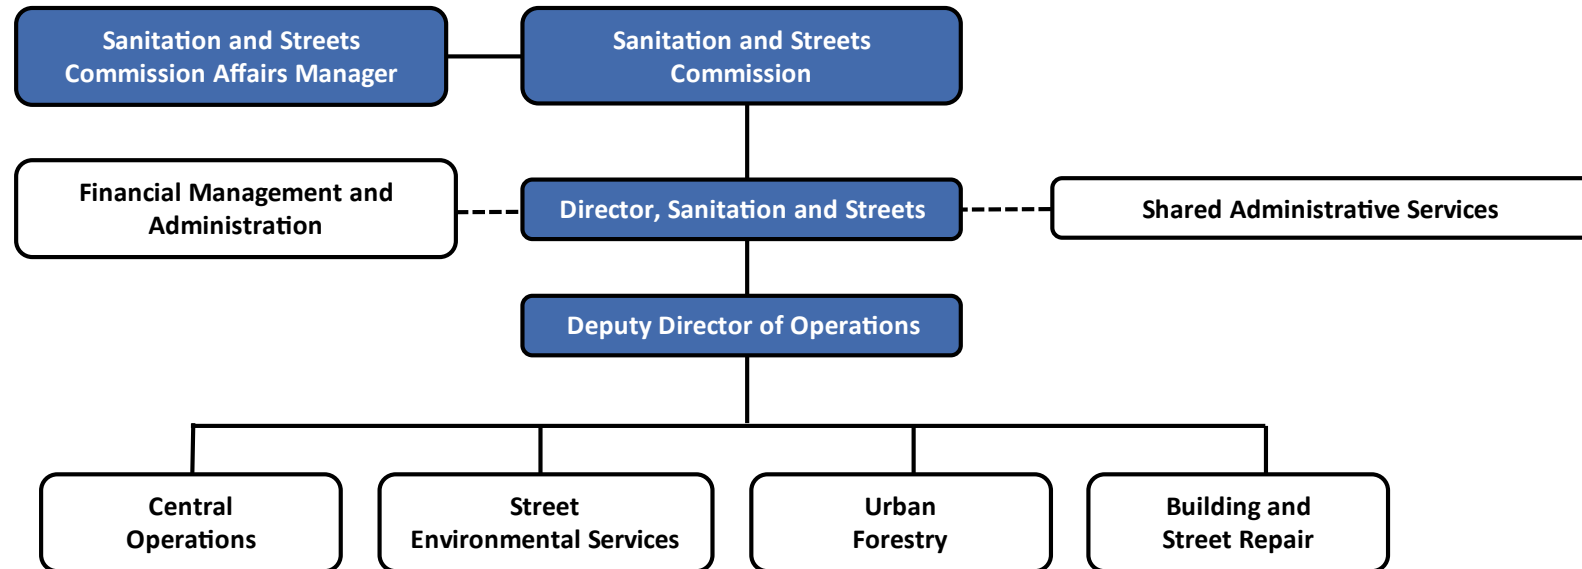 Sanitation and Streets
Commission Affairs Manager
Sanitation and Streets
Commission
Financial Management and
Administration
Director, Sanitation and Streets
Shared Administrative Services
Deputy Director of Operations
Central
Operations
Street
Environmental Services
Urban
Forestry
Building and
Street Repair